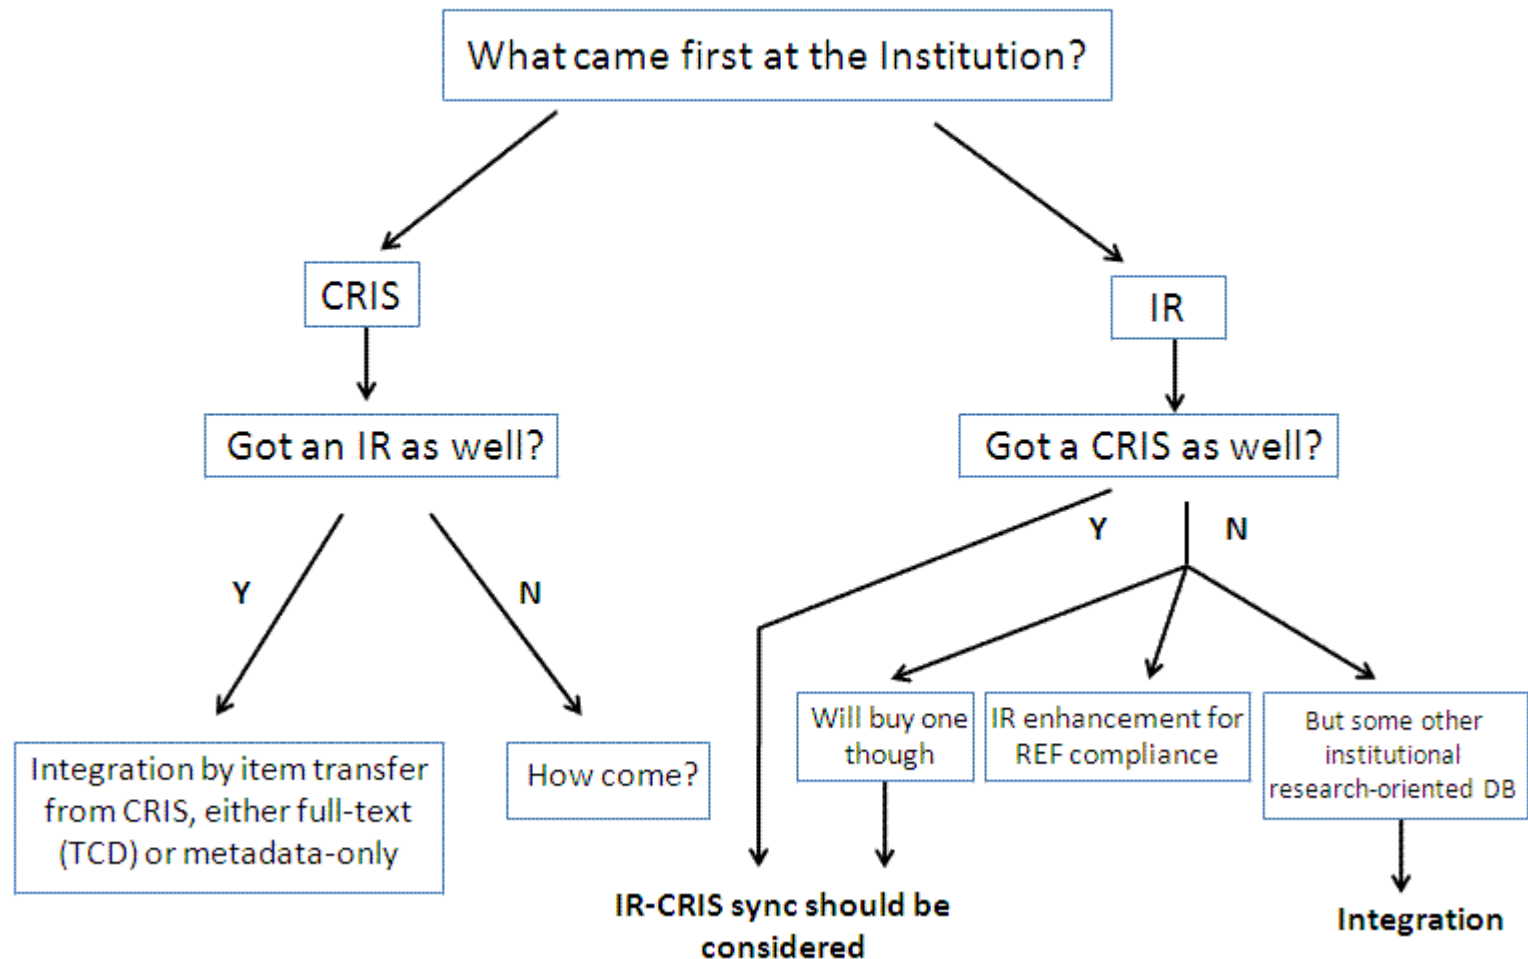 What came first at the Institution?
CRIS
IR
Got an IR as well?
Got a CRIS as well?
Y
N
Y
N
Integration by item transfer
from CRIS, either full-text
(TCD) or metadata-only
How come?
Will buy one
though
IR enhancement for
REF compliance
But some other
institutional
research-oriented DB
IR-CRIS sync should be
considered
Integration